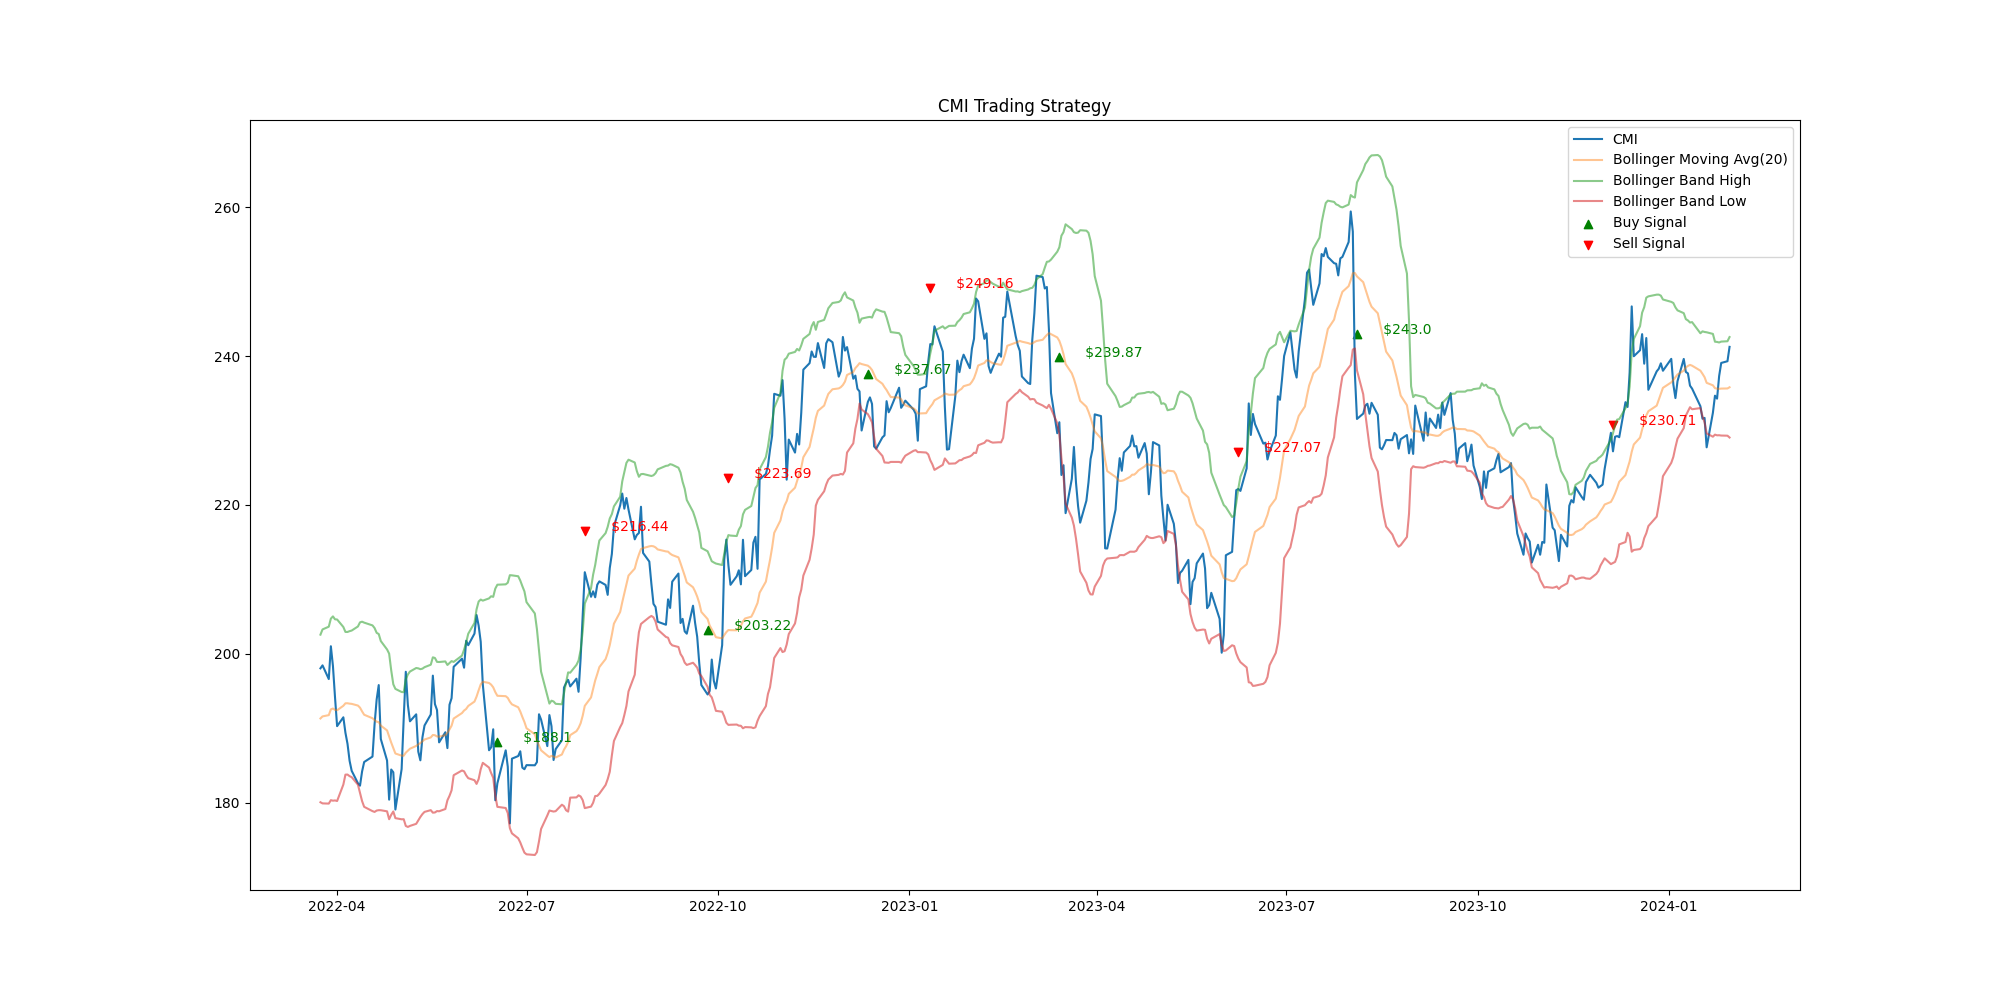 CMI Trading Strategy
CMI
Bollinger Moving Avg(20)
Bollinger Band High
Bollinger Band Low
Buy Signal
Sell Signal
260
240
220
200
180
$249.16
$243.0
$239.87
$237.67
$223.69
$227.07
$230.71
$216.44
$203.22
$188.1
2022-04 2022-07 2022-10 2023-01 2023-04 2023-07 2023-10 2024-01